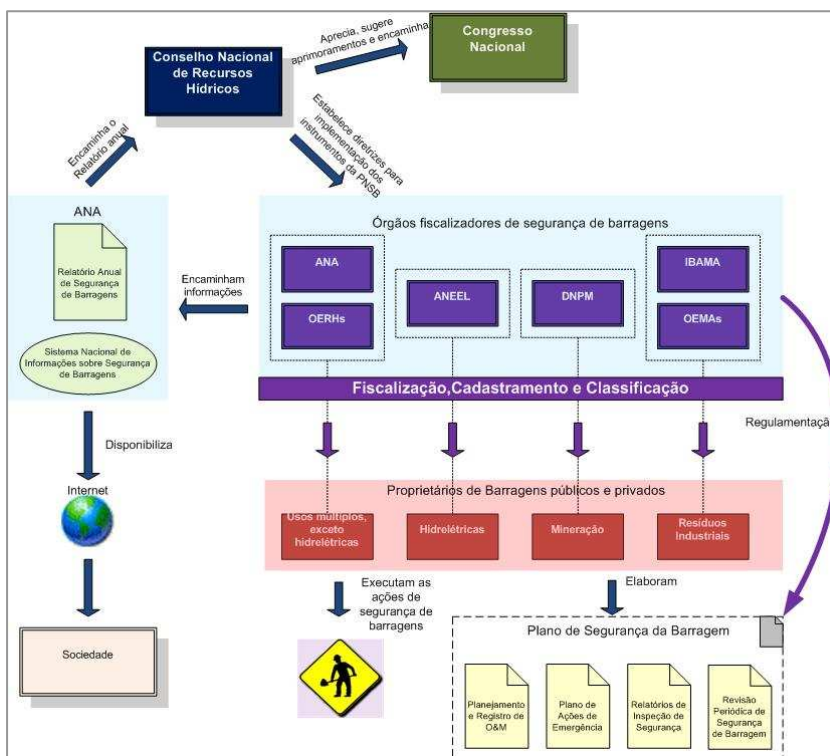 Conselho Nacional
de Recursos
Hídricos
Aprecia, sugere
aprimoramentos e encaminha
Congresso
Nacional
Encaminha o
Relatório anual
Estabelece diretrizes para
implementação dos
instrumentos da PNSB
ANA
Relatório Anual
de Segurança
de Barragens
Sistema Nacional de
Informações sobre Segurança
de Barragens
Encaminham
informações
Órgãos fiscalizadores de segurança de barragens
ANA
OERHs
ANEEL
DNPM
IBAMA
OEMAs
Fiscalização,Cadastramento e Classificação
Regulamentaçã
Disponibiliza
Internet
Sociedade
Proprietários de Barragens públicos e privados
Usos múltiplos,
exceto
hidrelétricas
Hidrelétricas
Mineração
Resíduos
Industriais
Executam as
ações de
segurança de
barragens
Elaboram
Plano de Segurança da Barragem
Planejamento
e Registro de
O&M
Plano de
Ações de
Emergência
Relatórios de
Inspeção de
Segurança
Revisão
Periódica de
Segurança
de Barragem